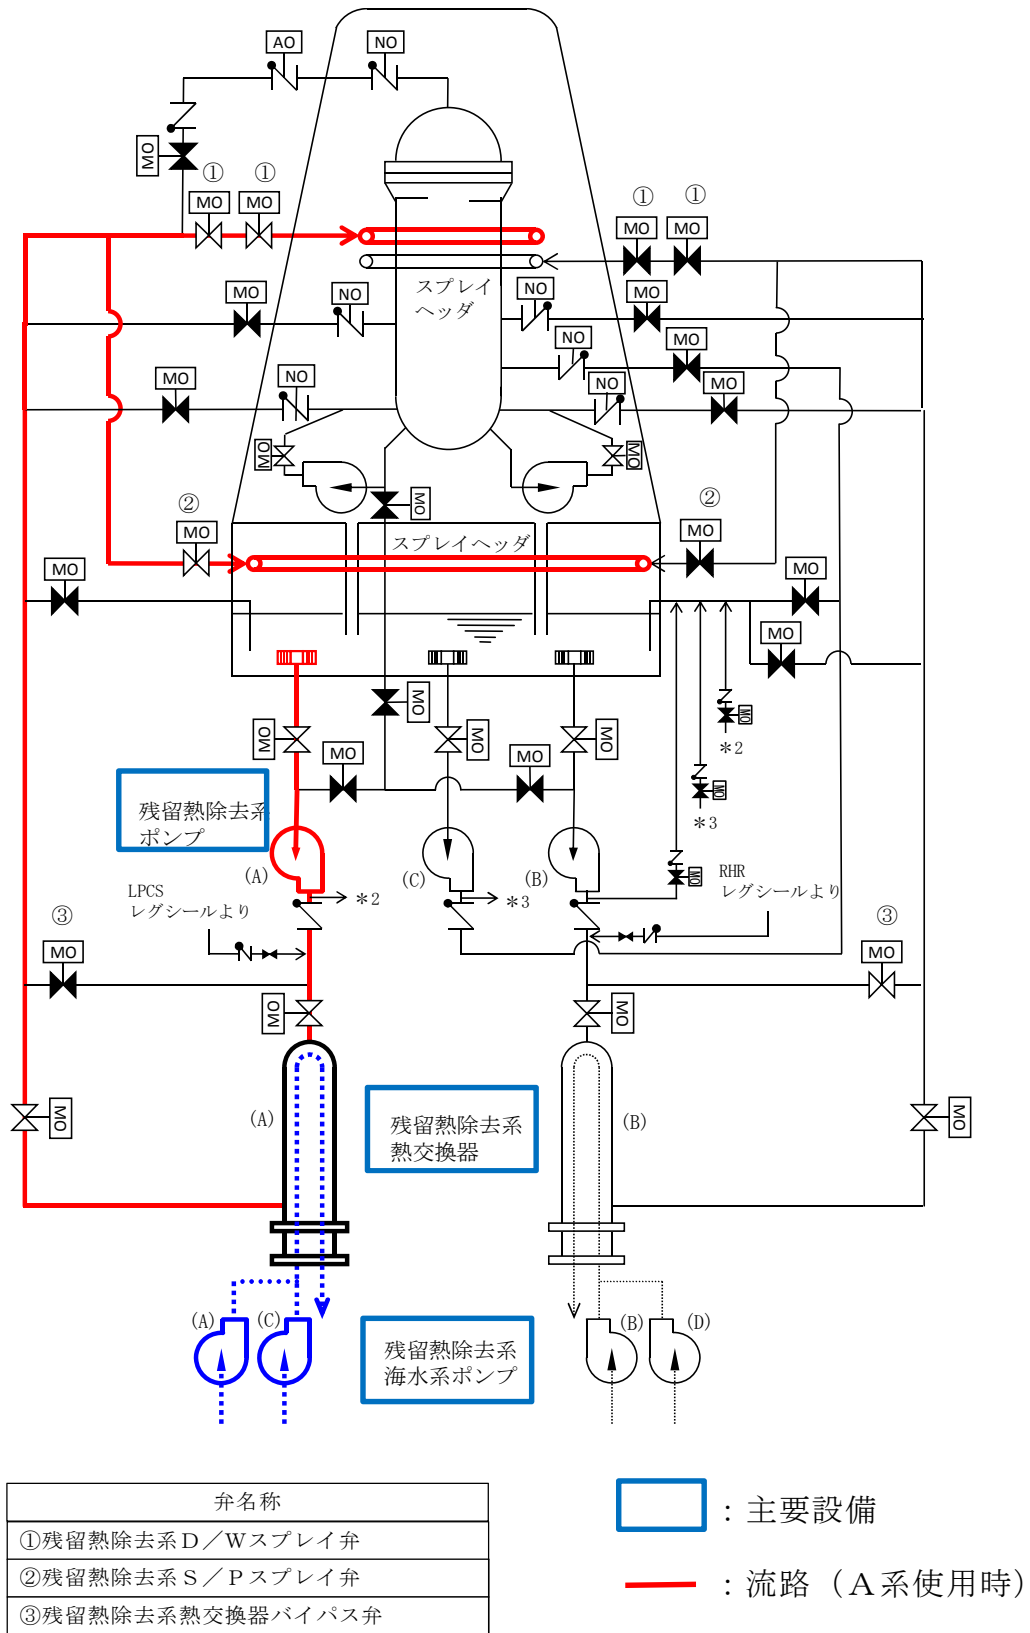 AO
NO
MO
①
①
MO
MO
①
①
MO
MO
スプレイ
ヘッダ
MO
NO
NO
MO
NO
MO
MO
NO
NO
MO
MO
MO
MO
②
MO
②
MO
スプレイヘッダ
MO
MO
MO
MO
MO
MO
MO
MO
MO
MO
*2
MO
*3
残留熱除去系
ポンプ
(A)
(C)
(B)
MO
*2
*3
LPCS
レグシールより
RHR
レグシールより
③
MO
③
MO
MO
MO
MO
(A)
残留熱除去系
熱交換器
(B)
MO
(A)
(C)
残留熱除去系
海水系ポンプ
(B)
(D)
弁名称
①残留熱除去系D/Wスプレイ弁
②残留熱除去系S/Pスプレイ弁
③残留熱除去系熱交換器バイパス弁
:主要設備
:流路(A系使用時)